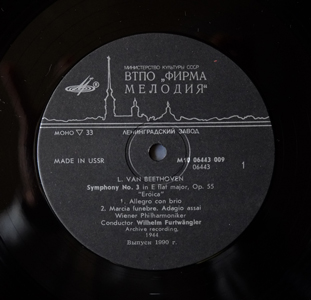 МИНИСТЕРСТВО КУЛЬТУРЫ СССР
ВТПО „ФИРМА
МЕЛОДИЯ“
МОНО ▽ 33
ЛЕНИНГРАДСКИЙ ЗАВОД
MADE IN USSR
М10 06443 009
06443
1
L. VAN BEETHOVEN
Symphony No. 3 in E flat major, Op. 55
"Eroica"
1. Allegro con brio
2. Marcia funebre. Adagio assai
Wiener Philharmoniker
Conductor Wilhelm Furtwängler
Archive recording,
1944
Выпуск 1990 г.